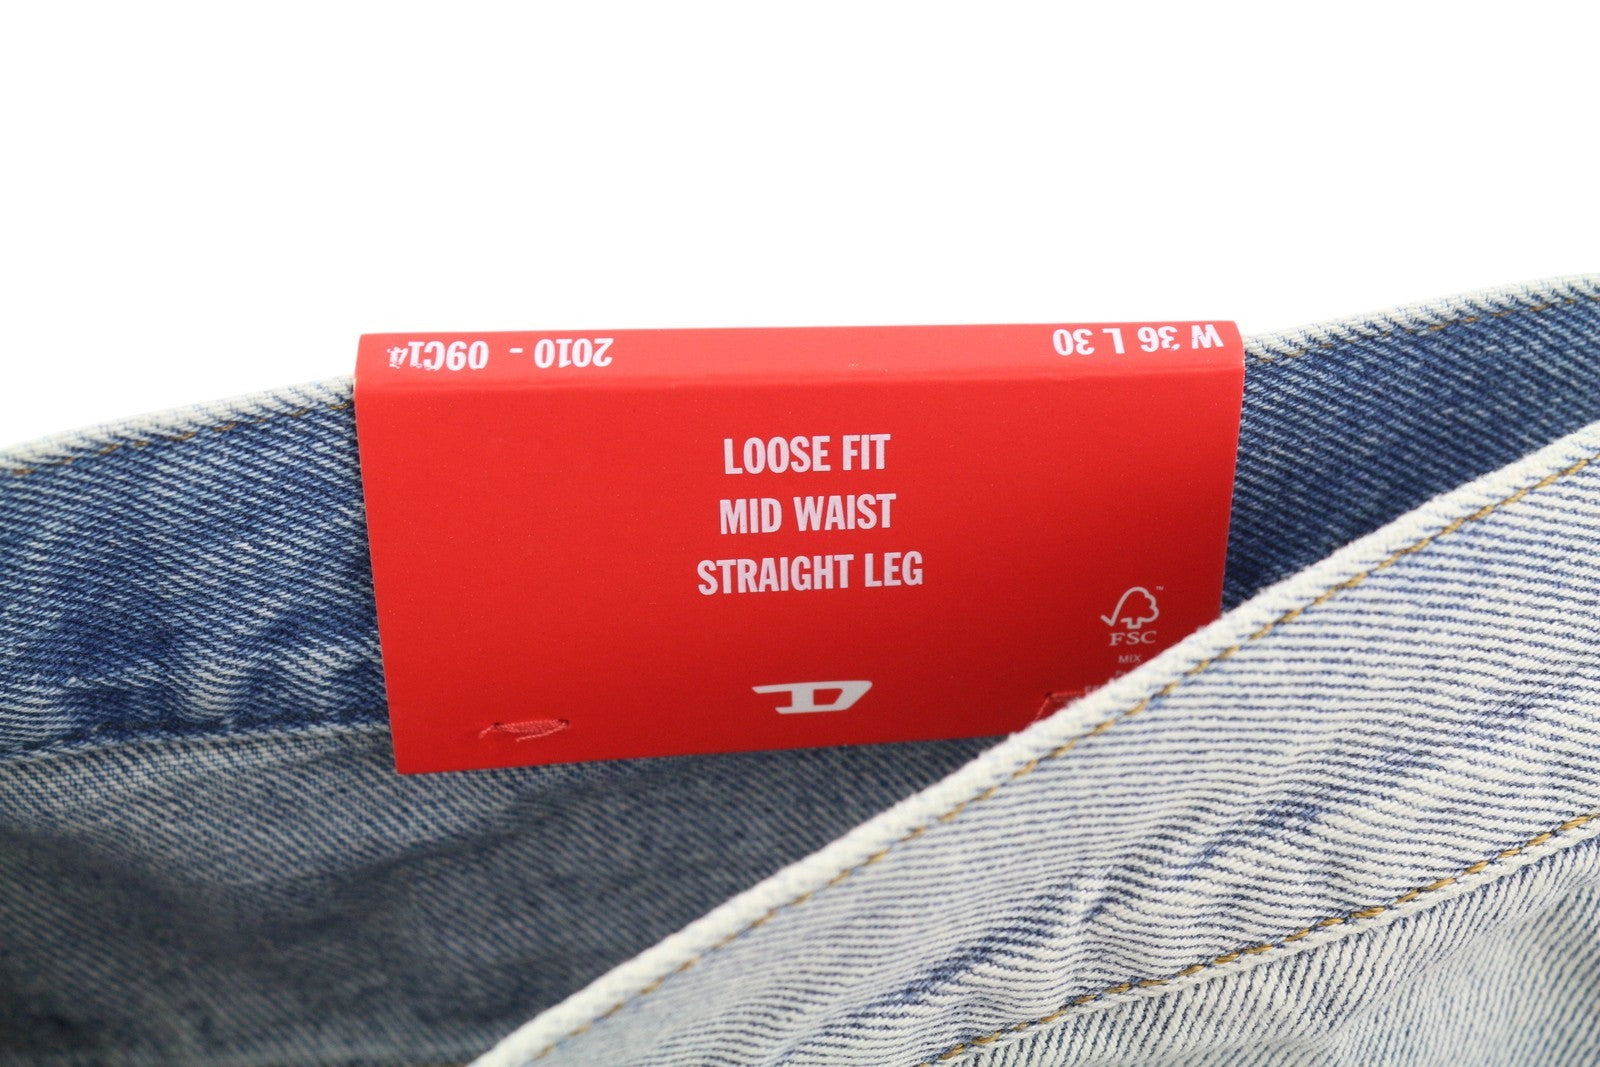 2010 - 09C14
W 36 L 30
LOOSE FIT
MID WAIST
STRAIGHT LEG
FSC
MIX
D